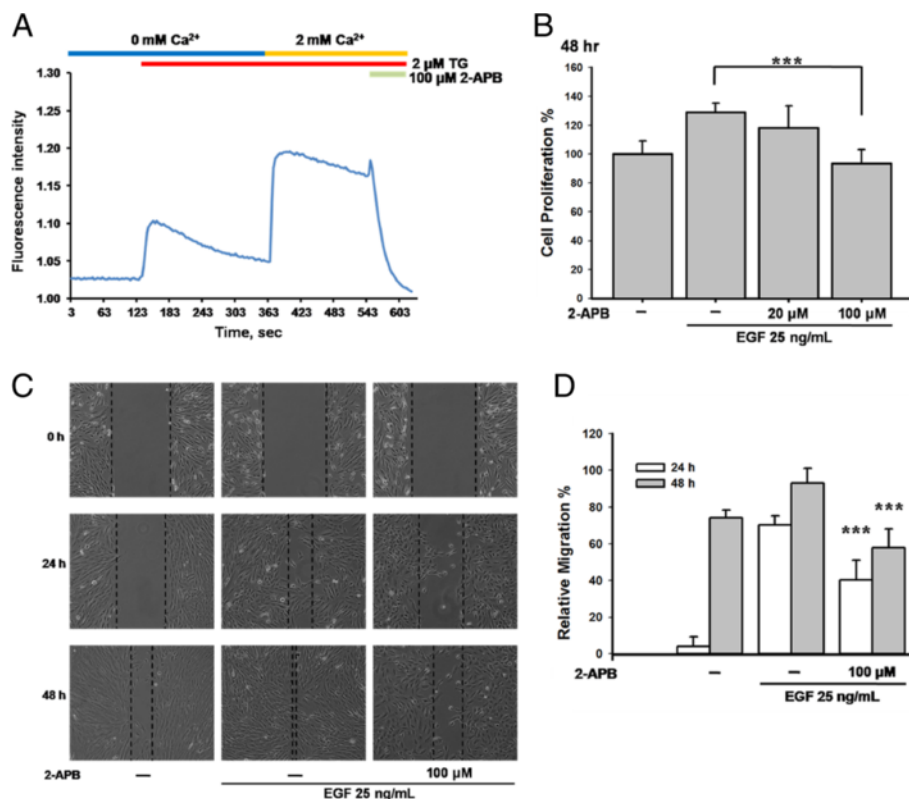 A
0 mM Ca²⁺ 2 mM Ca²⁺
2 µM TG
100 µM 2-APB
Fluorescence intensity
1.30
1.20
1.10
1.05
1.00
3 63 123 183 243 303 363 423 483 543 603
Time, sec
B
48 hr
***
Cell Proliferation %
160
140
120
100
80
60
40
20
0
2-APB – – 20 µM 100 µM
EGF 25 ng/mL
C
0 h
24 h
48 h
2-APB — — 100 µM
EGF 25 ng/mL
D
Relative Migration %
120
100
80
60
40
20
0
24 h
48 h
*** ***
2-APB – – 100 µM
EGF 25 ng/mL